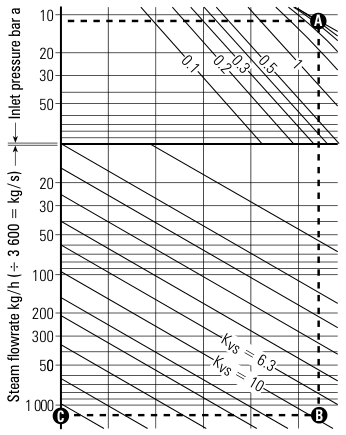 Inlet pressure bar a
10
20
30
50
0.1
0.2
0.3
0.5
1
A
Steam flowrate kg/h (÷ 3 600 = kg/s)
20
30
50
100
200
300
50
1 000
Kvs = 6.3
Kvs = 10
C
B